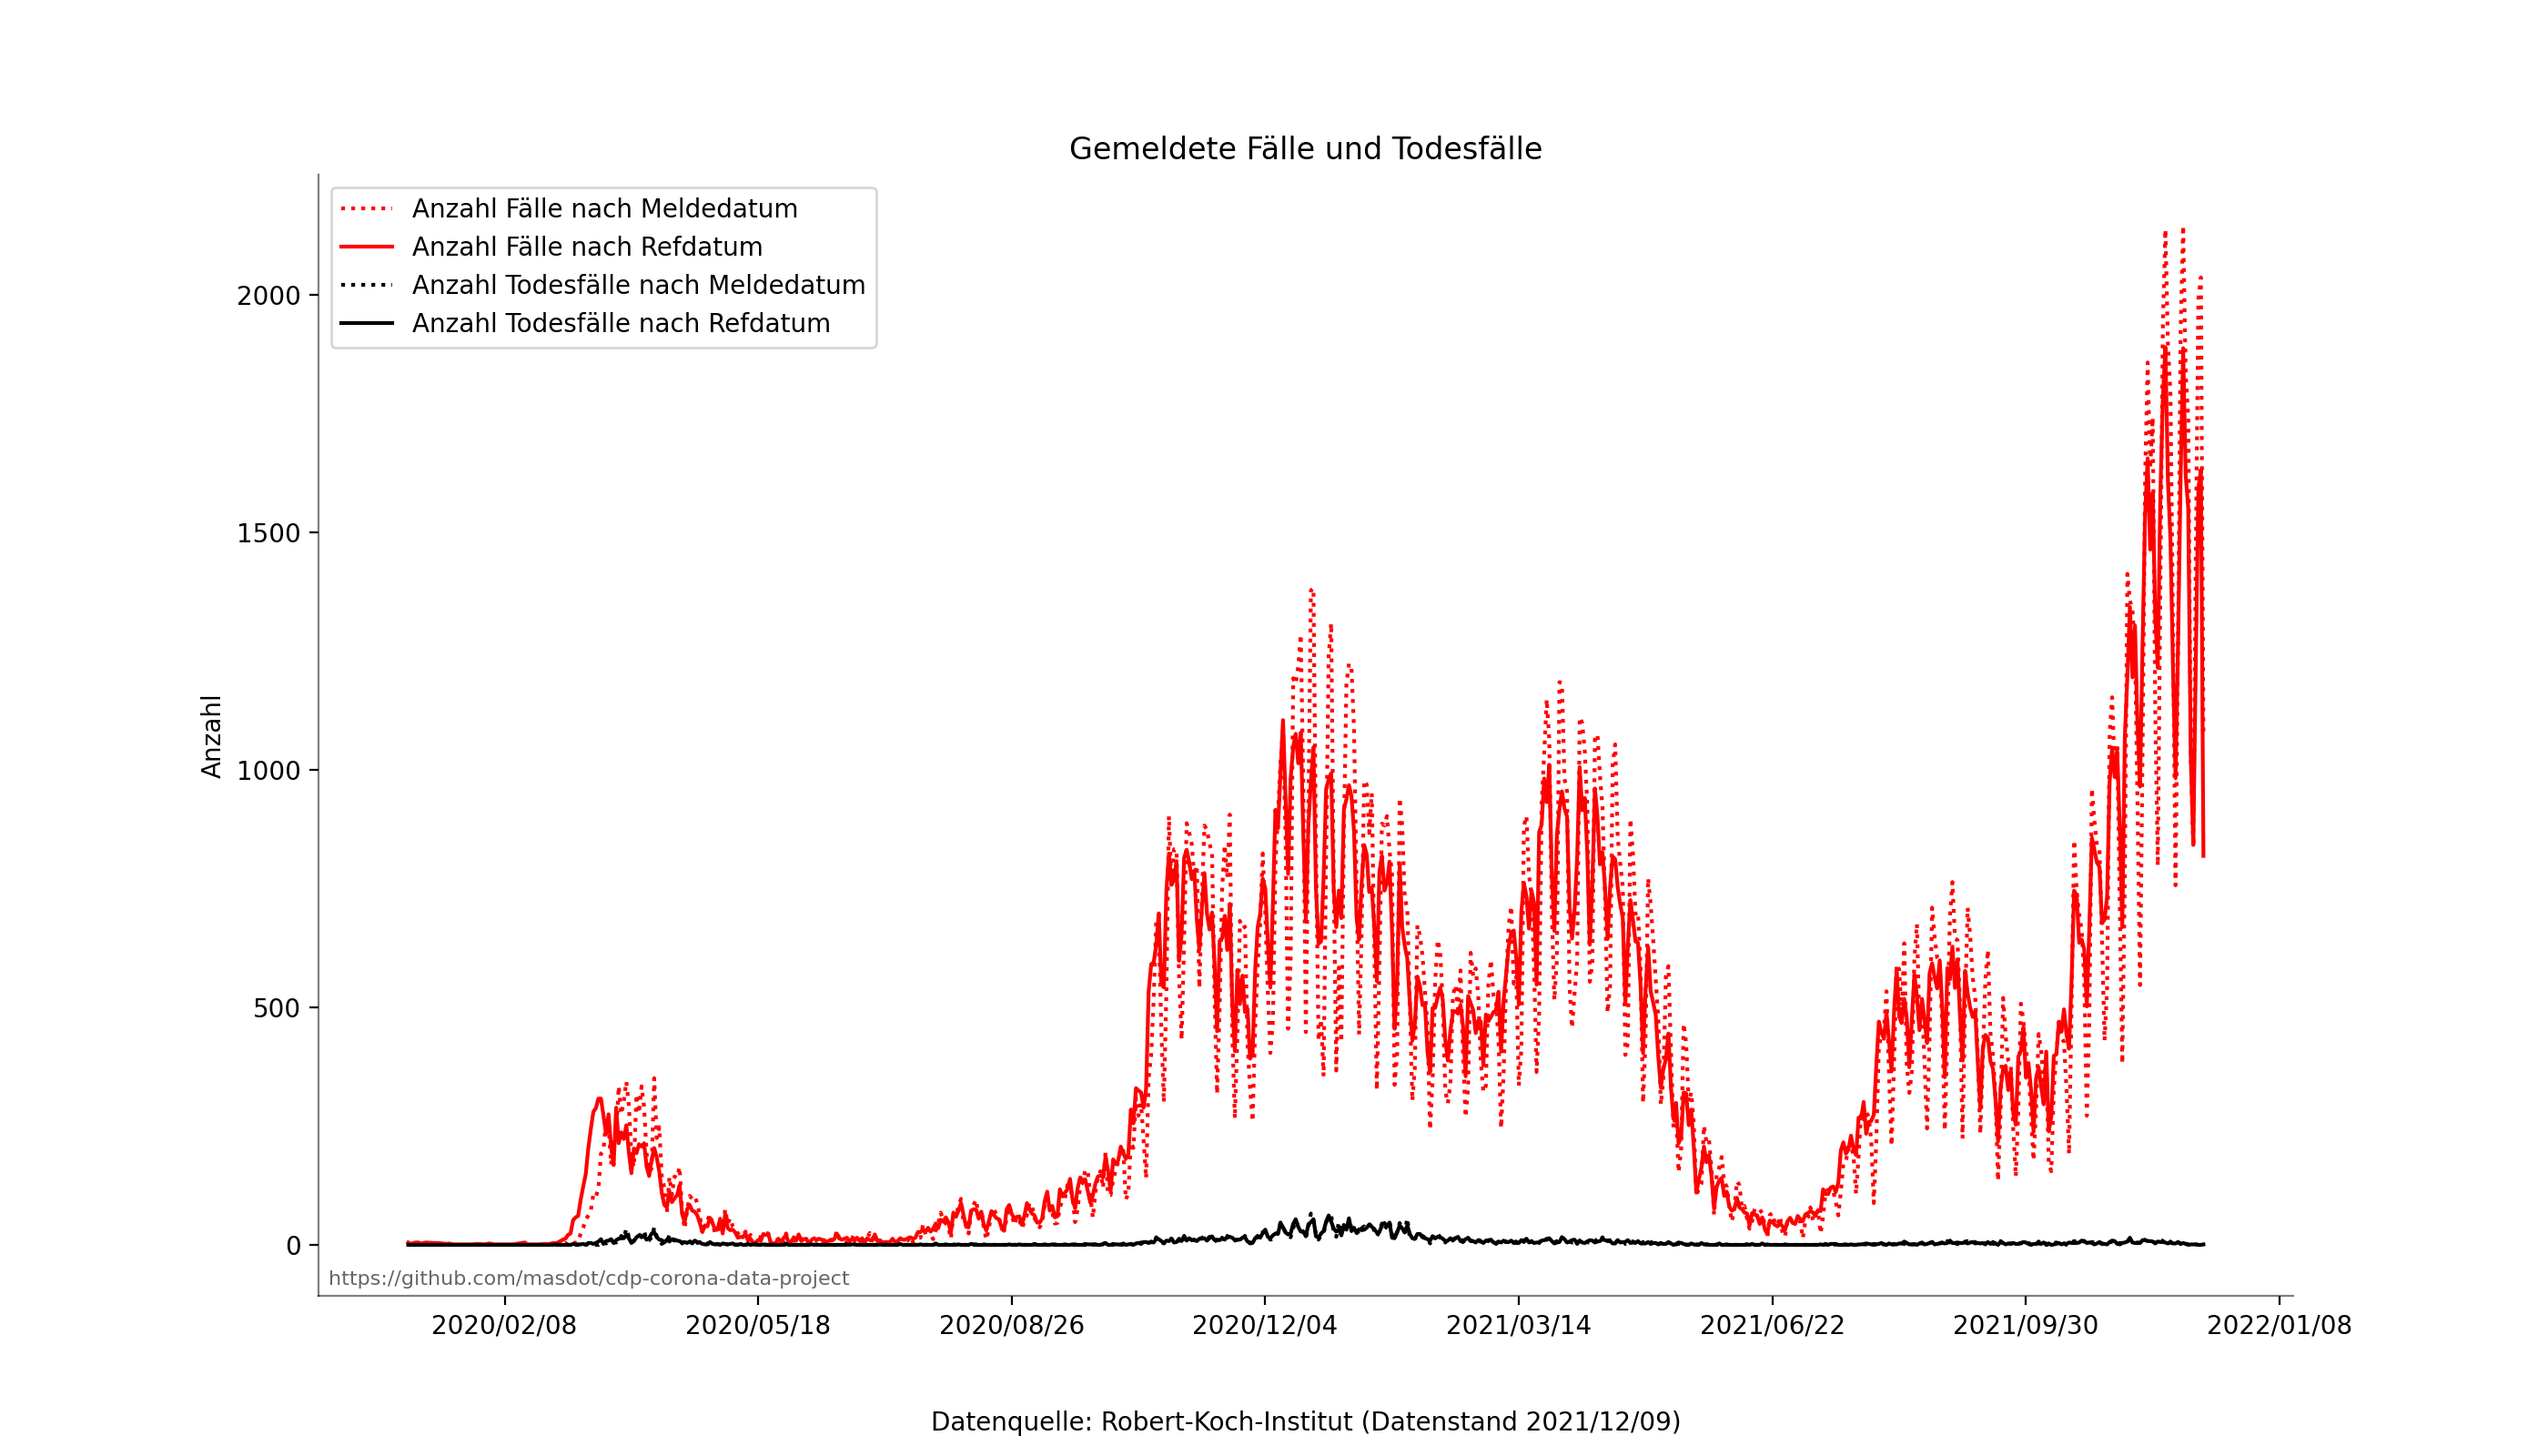 Gemeldete Fälle und Todesfälle
Anzahl Fälle nach Meldedatum
Anzahl Fälle nach Refdatum
Anzahl Todesfälle nach Meldedatum
Anzahl Todesfälle nach Refdatum
2000
1500
Anzahl
1000
500
0
https://github.com/masdot/cdp-corona-data-project
2020/02/08 2020/05/18 2020/08/26 2020/12/04 2021/03/14 2021/06/22 2021/09/30 2022/01/08
Datenquelle: Robert-Koch-Institut (Datenstand 2021/12/09)